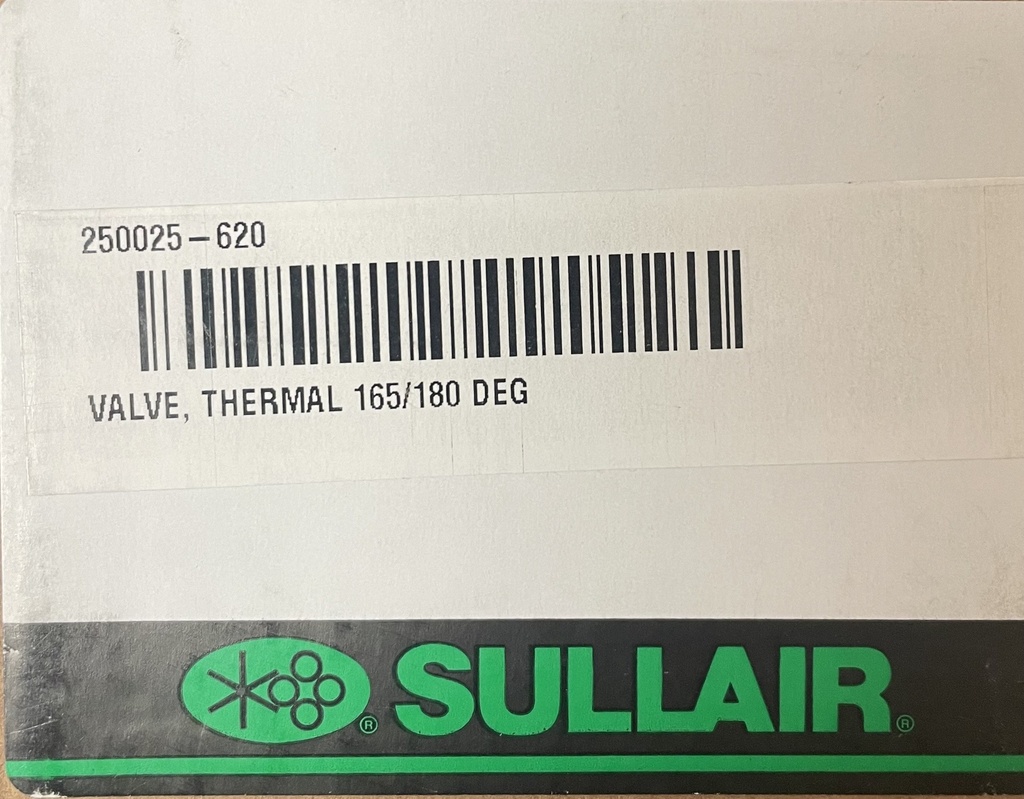 250025-620
VALVE, THERMAL 165/180 DEG
® SULLAIR®